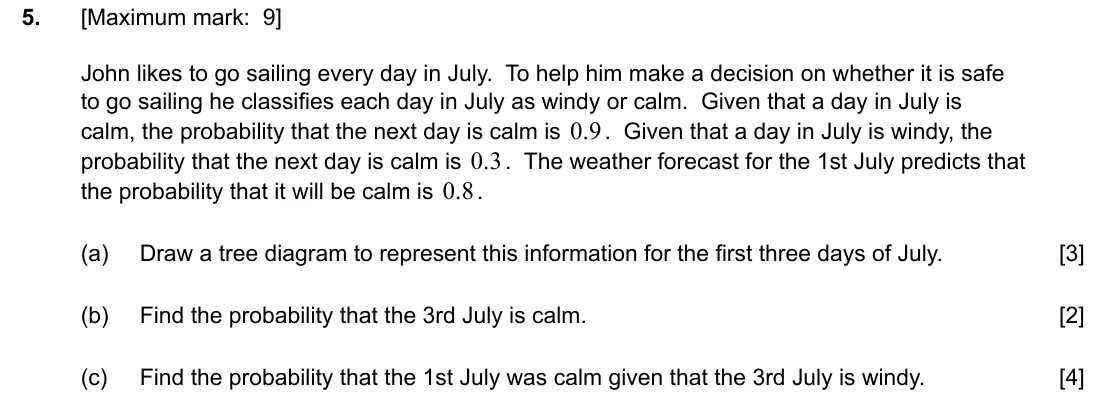 5. [Maximum mark: 9]
John likes to go sailing every day in July. To help him make a decision on whether it is safe
to go sailing he classifies each day in July as windy or calm. Given that a day in July is
calm, the probability that the next day is calm is 0.9. Given that a day in July is windy, the
probability that the next day is calm is 0.3. The weather forecast for the 1st July predicts that
the probability that it will be calm is 0.8.
(a) Draw a tree diagram to represent this information for the first three days of July. [3]
(b) Find the probability that the 3rd July is calm. [2]
(c) Find the probability that the 1st July was calm given that the 3rd July is windy. [4]